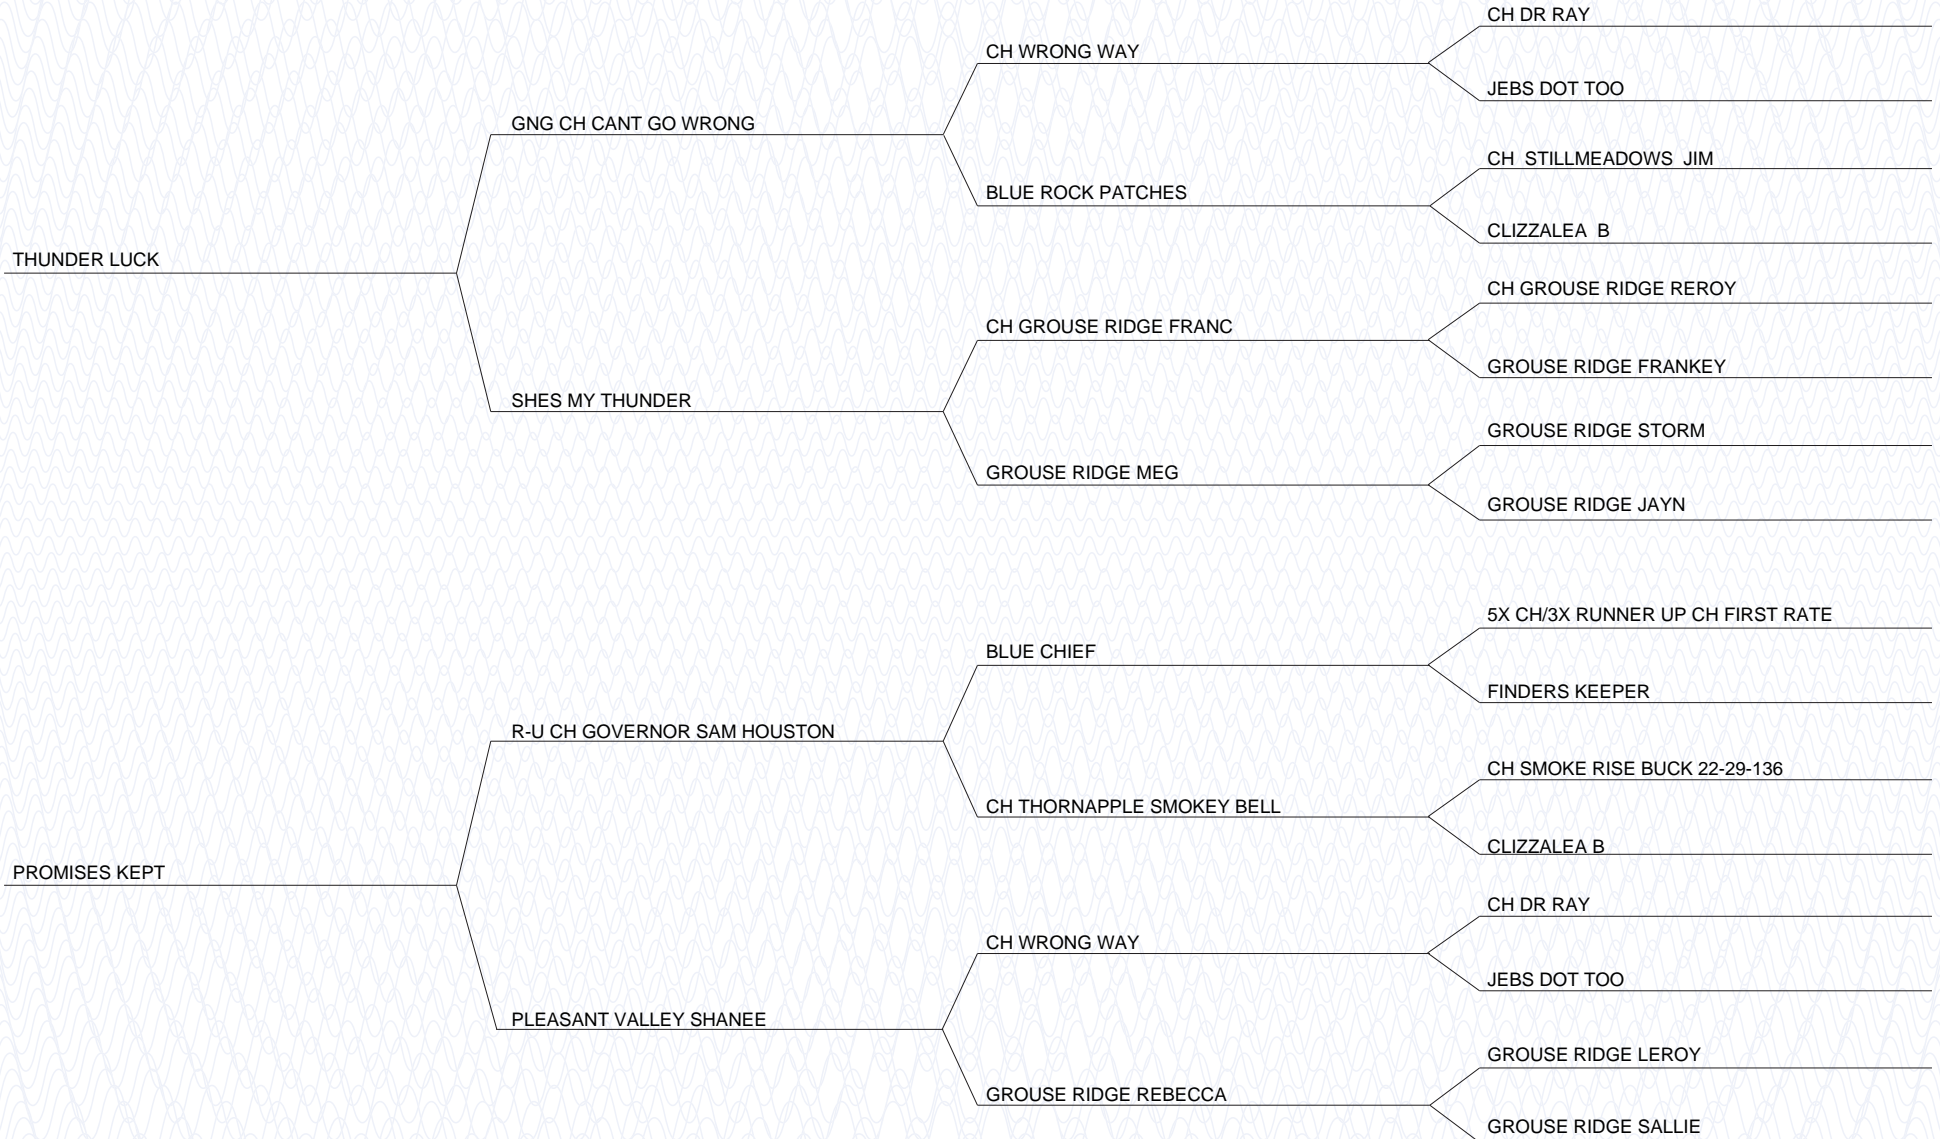 CH DR RAY
CH WRONG WAY
JEBS DOT TOO
GNG CH CANT GO WRONG
CH  STILLMEADOWS  JIM
BLUE ROCK PATCHES
CLIZZALEA  B
THUNDER LUCK
CH GROUSE RIDGE REROY
CH GROUSE RIDGE FRANC
GROUSE RIDGE FRANKEY
SHES MY THUNDER
GROUSE RIDGE STORM
GROUSE RIDGE MEG
GROUSE RIDGE JAYN
5X CH/3X RUNNER UP CH FIRST RATE
BLUE CHIEF
FINDERS KEEPER
R-U CH GOVERNOR SAM HOUSTON
CH SMOKE RISE BUCK 22-29-136
CH THORNAPPLE SMOKEY BELL
CLIZZALEA B
PROMISES KEPT
CH DR RAY
CH WRONG WAY
JEBS DOT TOO
PLEASANT VALLEY SHANEE
GROUSE RIDGE LEROY
GROUSE RIDGE REBECCA
GROUSE RIDGE SALLIE